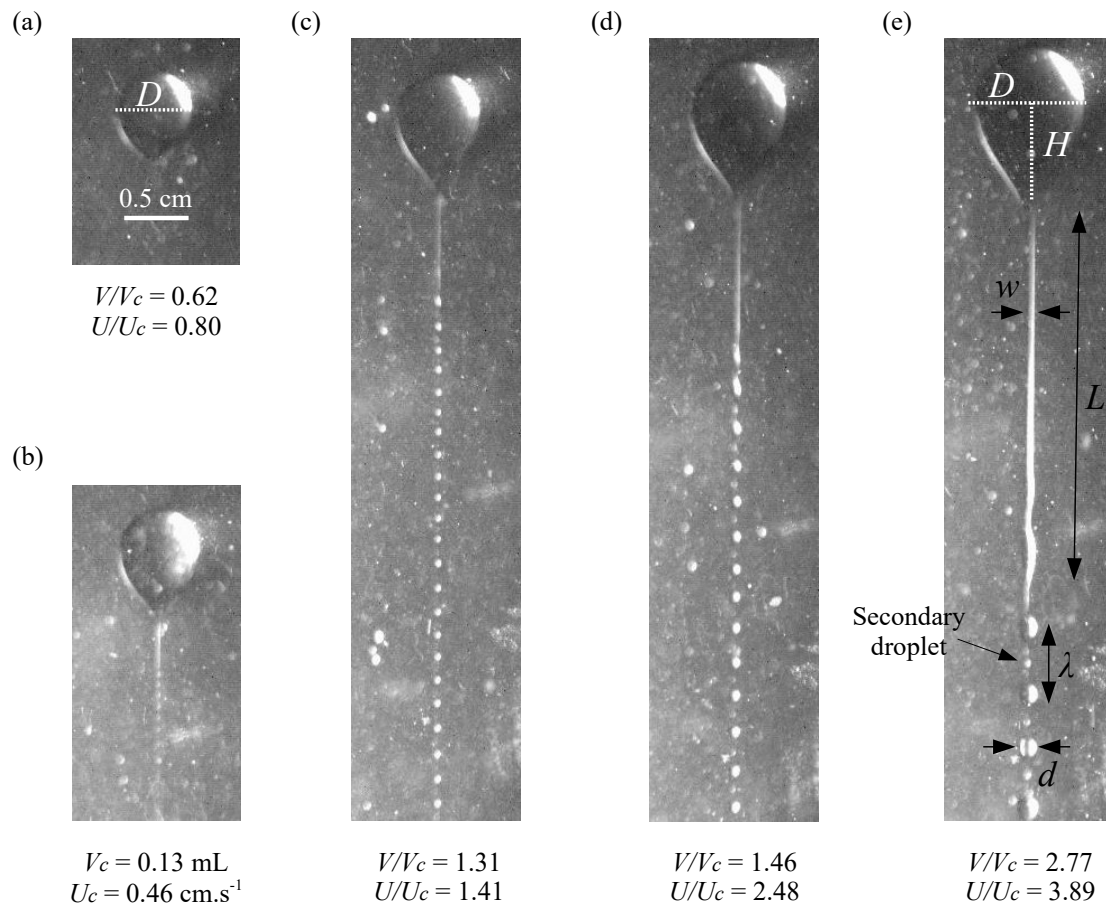 (a)
D
0.5 cm
V/Vc = 0.62
U/Uc = 0.80
(b)
Vc = 0.13 mL
Uc = 0.46 cm.s-1
(c)
V/Vc = 1.31
U/Uc = 1.41
(d)
V/Vc = 1.46
U/Uc = 2.48
(e)
D
H
w
L
Secondary
droplet
λ
d
V/Vc = 2.77
U/Uc = 3.89